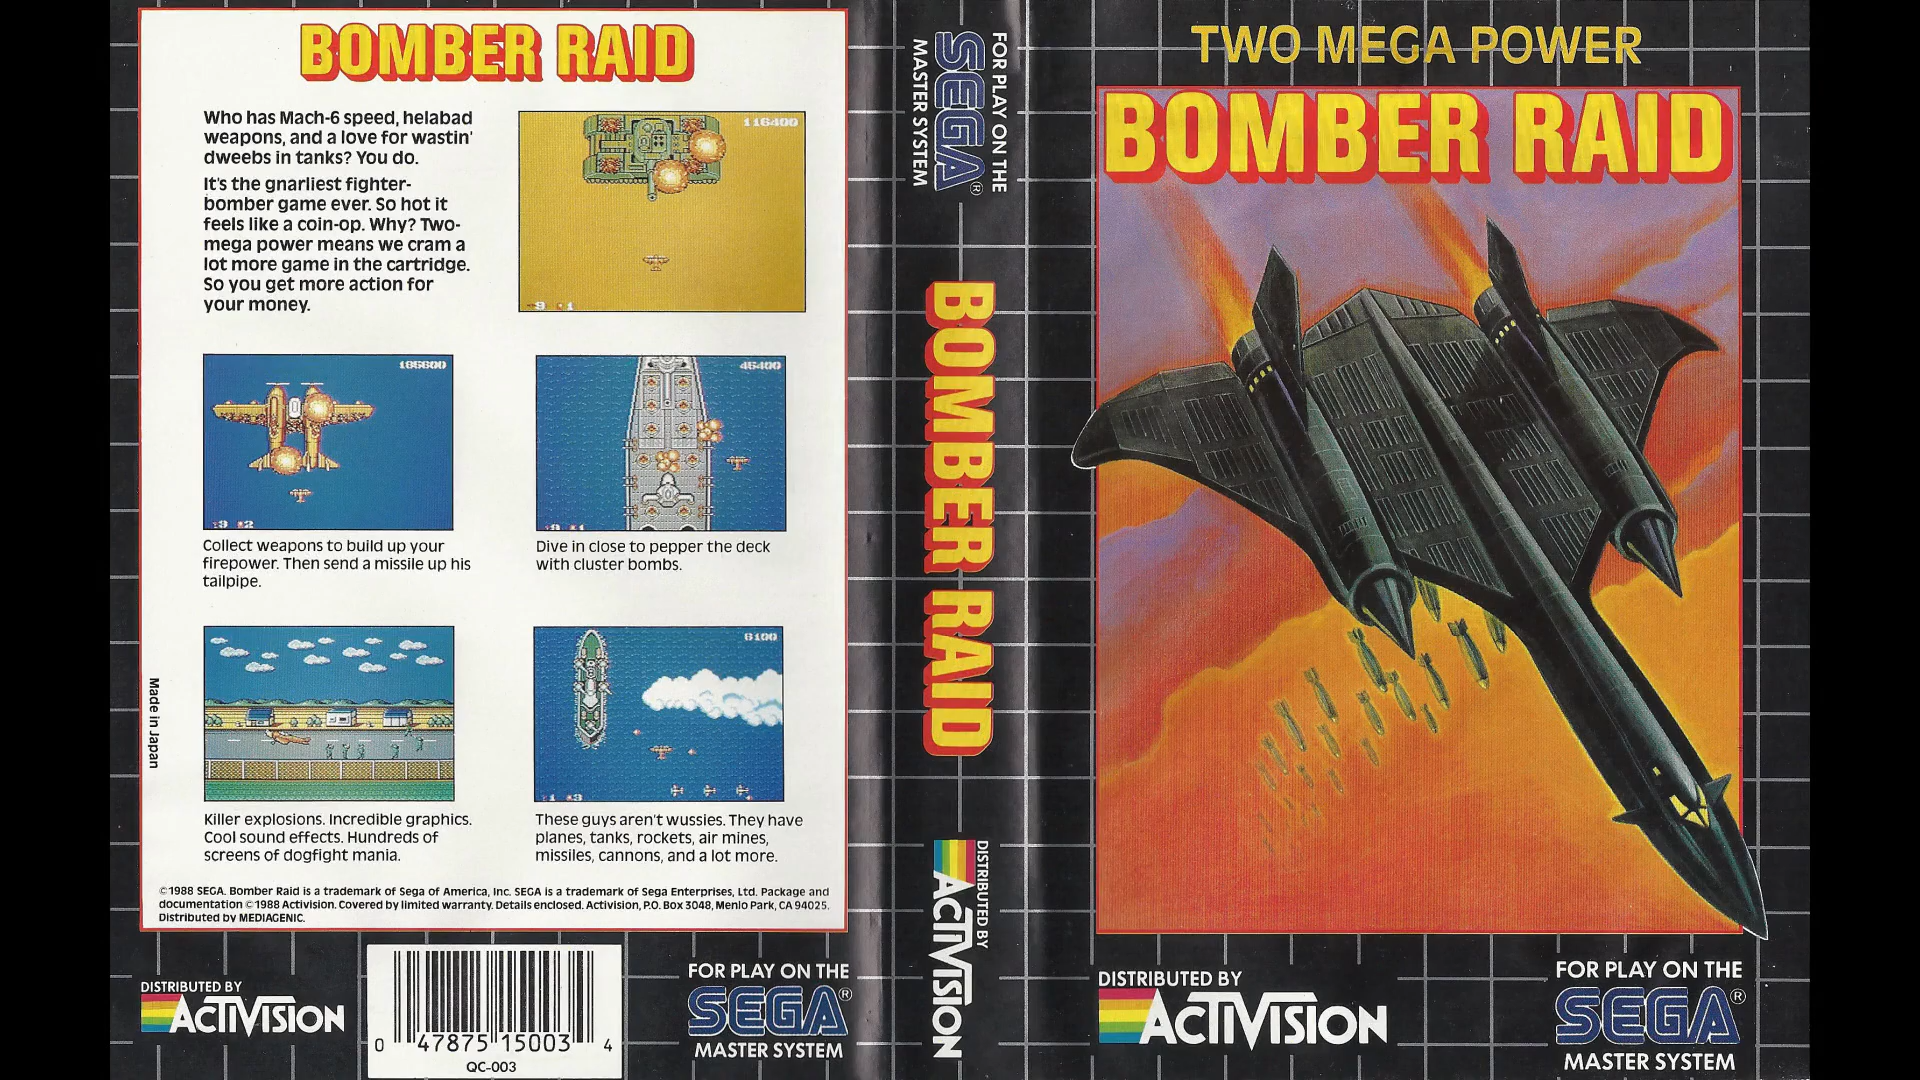 BOMBER RAID
Who has Mach-6 speed, helabad
weapons, and a love for wastin'
dweebs in tanks? You do.
It's the gnarliest fighter-
bomber game ever. So hot it
feels like a coin-op. Why? Two-
mega power means we cram a
lot more game in the cartridge.
So you get more action for
your money.
116400
9 1
186600
9 2
Collect weapons to build up your
firepower. Then send a missile up his
tailpipe.
45400
9 1
Dive in close to pepper the deck
with cluster bombs.
Killer explosions. Incredible graphics.
Cool sound effects. Hundreds of
screens of dogfight mania.
6100
1 3
These guys aren't wussies. They have
planes, tanks, rockets, air mines,
missiles, cannons, and a lot more.
Made in Japan
©1988 SEGA. Bomber Raid is a trademark of Sega of America, Inc. SEGA is a trademark of Sega Enterprises, Ltd. Package and
documentation ©1988 Activision. Covered by limited warranty. Details enclosed. Activision, P.O. Box 3048, Menlo Park, CA 94025.
Distributed by MEDIAGENIC.
DISTRIBUTED BY
ACTIVISION
0 47875 15003 4
QC-003
FOR PLAY ON THE
SEGA®
MASTER SYSTEM
FOR PLAY ON THE
SEGA®
MASTER SYSTEM
BOMBER RAID
DISTRIBUTED BY
ACTIVISION
TWO MEGA POWER
BOMBER RAID
DISTRIBUTED BY
ACTIVISION
FOR PLAY ON THE
SEGA®
MASTER SYSTEM